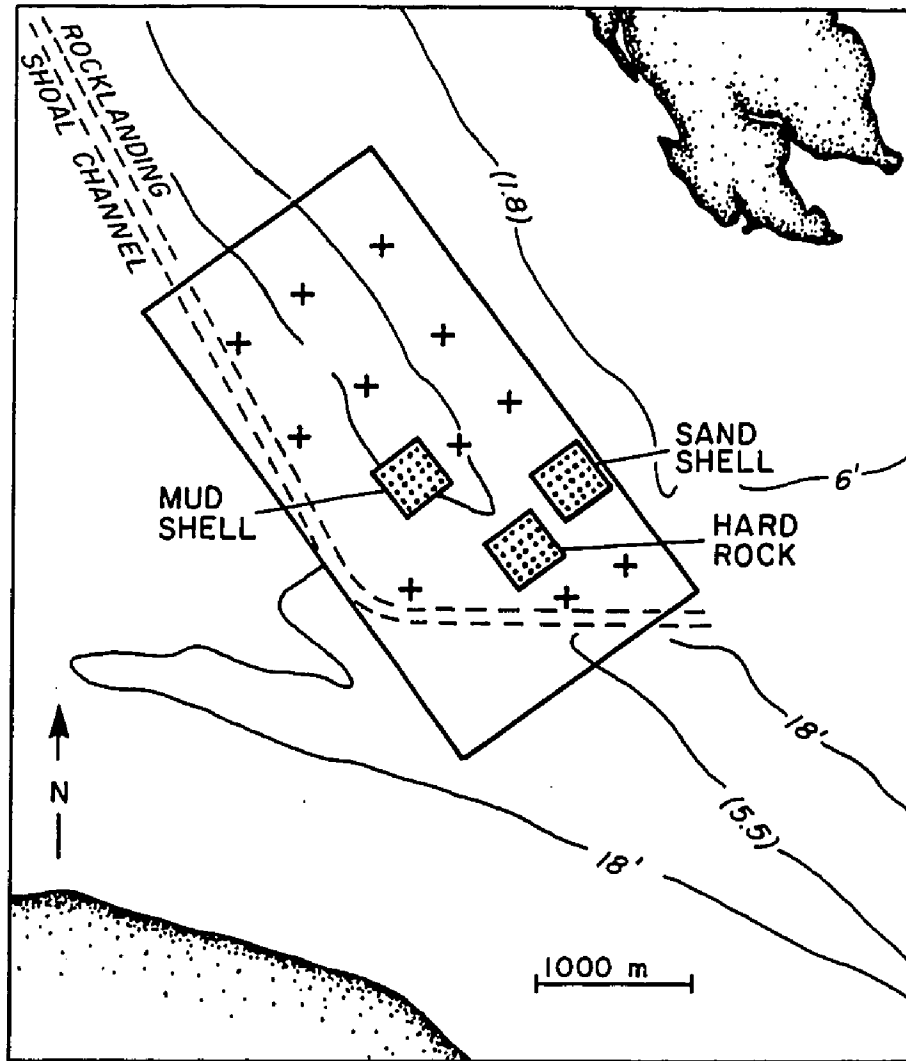 ROCKLANDING
SHOAL CHANNEL
(1.8)
SAND
SHELL
6'
MUD
SHELL
HARD
ROCK
18'
N
(5.5)
18'
1000 m